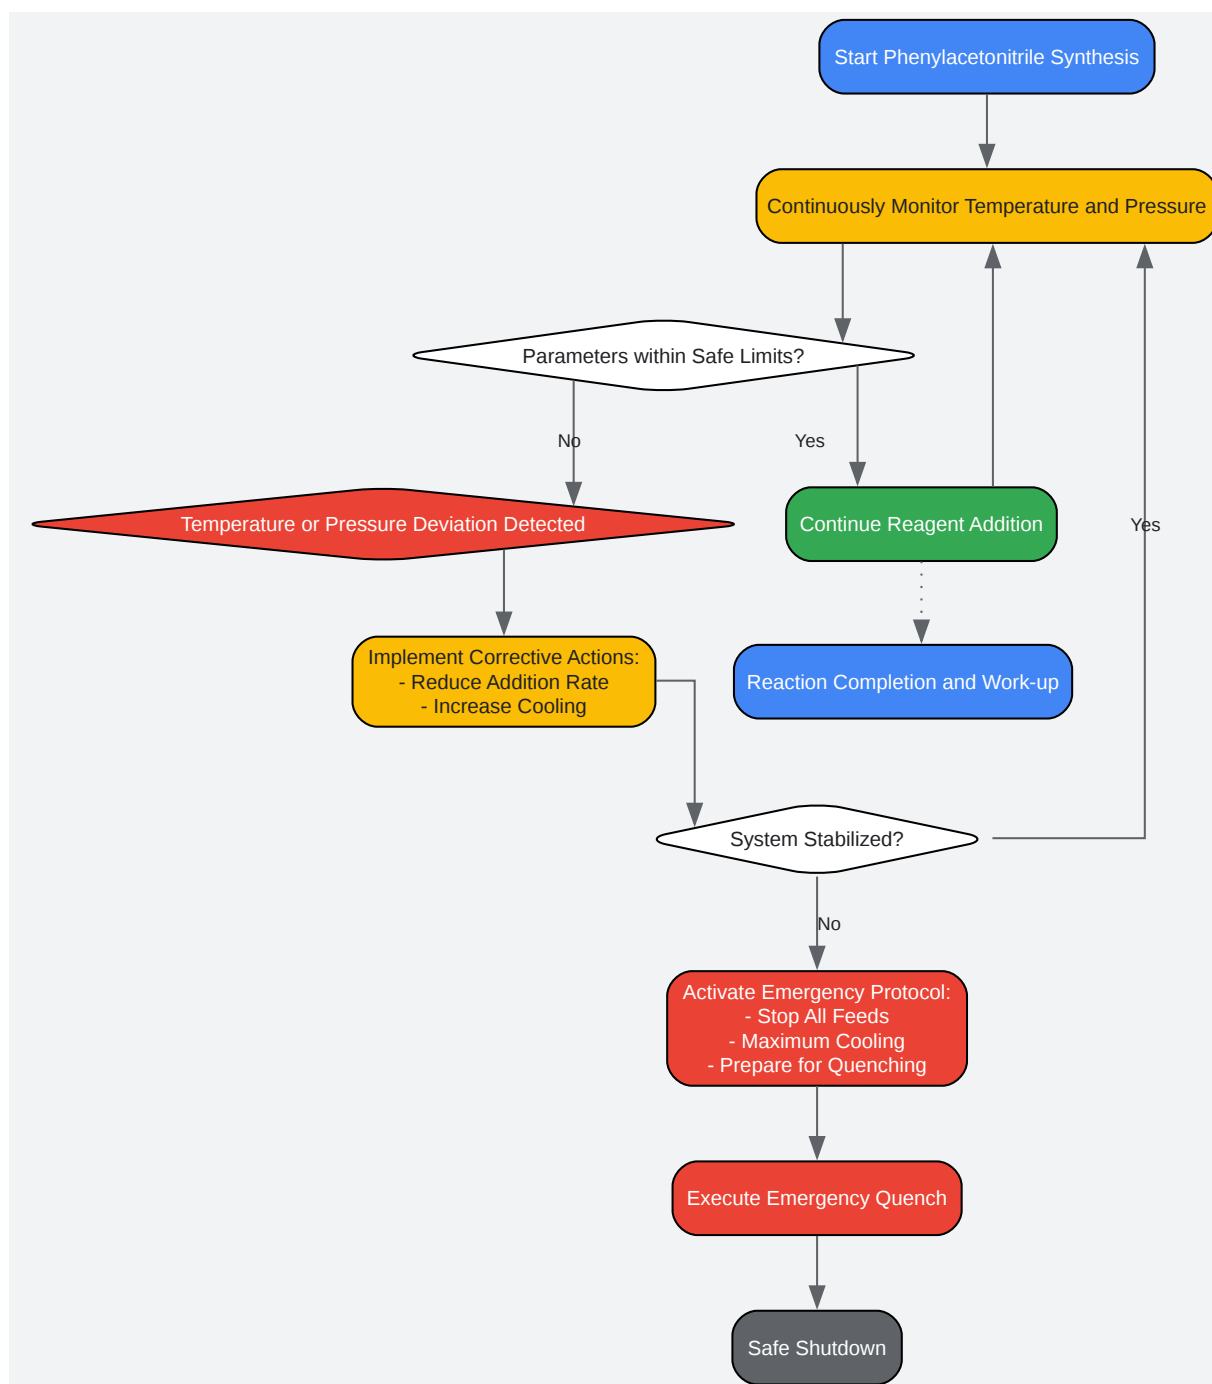 Start Phenylacetonitrile Synthesis
Continuously Monitor Temperature and Pressure
Parameters within Safe Limits?
No
Yes
Temperature or Pressure Deviation Detected
Continue Reagent Addition
Yes
Implement Corrective Actions:
- Reduce Addition Rate
- Increase Cooling
Reaction Completion and Work-up
System Stabilized?
No
Activate Emergency Protocol:
- Stop All Feeds
- Maximum Cooling
- Prepare for Quenching
Execute Emergency Quench
Safe Shutdown